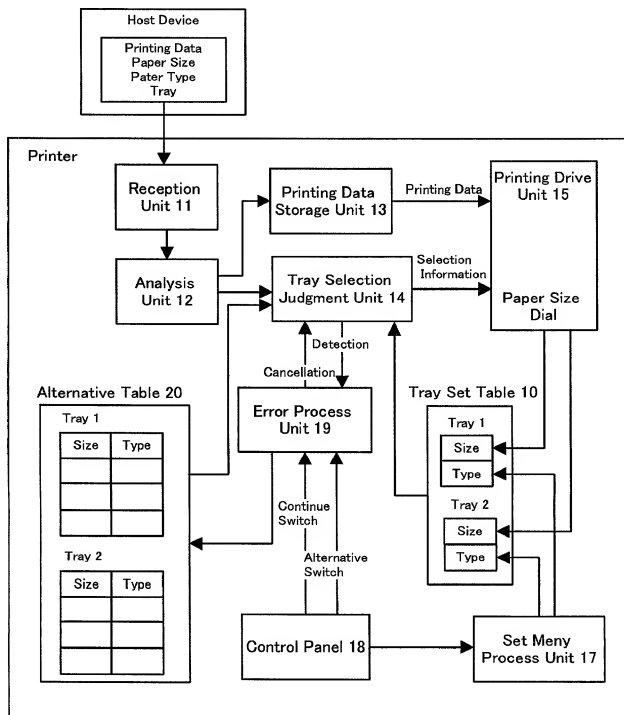 Host Device
Printing Data
Paper Size
Pater Type
Tray
Printer
Reception
Unit 11
Printing Data
Storage Unit 13
Printing Data
Printing Drive
Unit 15
Analysis
Unit 12
Tray Selection
Judgment Unit 14
Selection
Information
Paper Size
Dial
Detection
Cancellation
Alternative Table 20
Tray 1
Size Type
Tray 2
Size Type
Error Process
Unit 19
Tray Set Table 10
Tray 1
Size
Type
Tray 2
Size
Type
Continue
Switch
Alternative
Switch
Control Panel 18
Set Meny
Process Unit 17